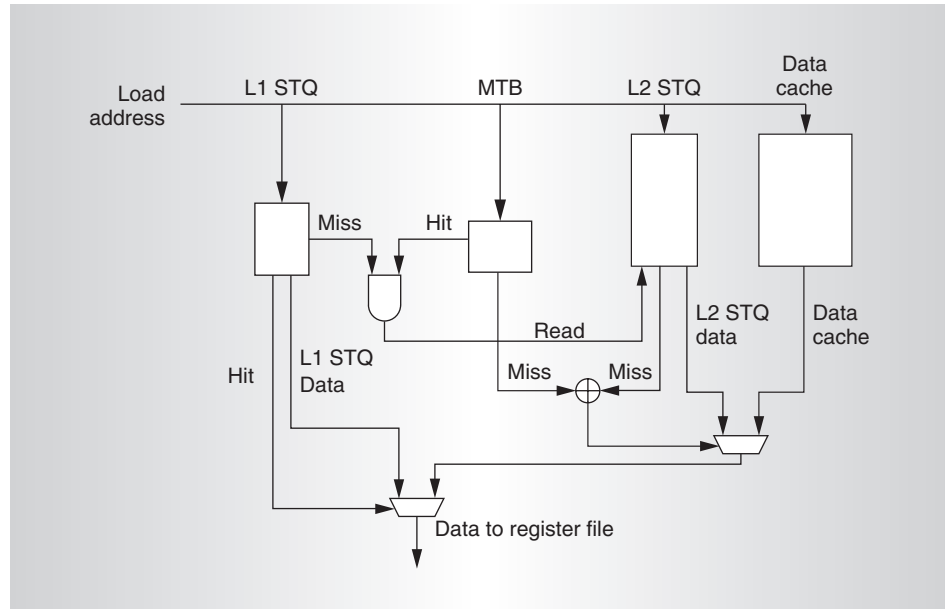 Load
address
L1 STQ
MTB
L2 STQ
Data
cache
Miss
Hit
L2 STQ
data
Data
cache
Read
L1 STQ
Data
Hit
Miss
Miss
Data to register file